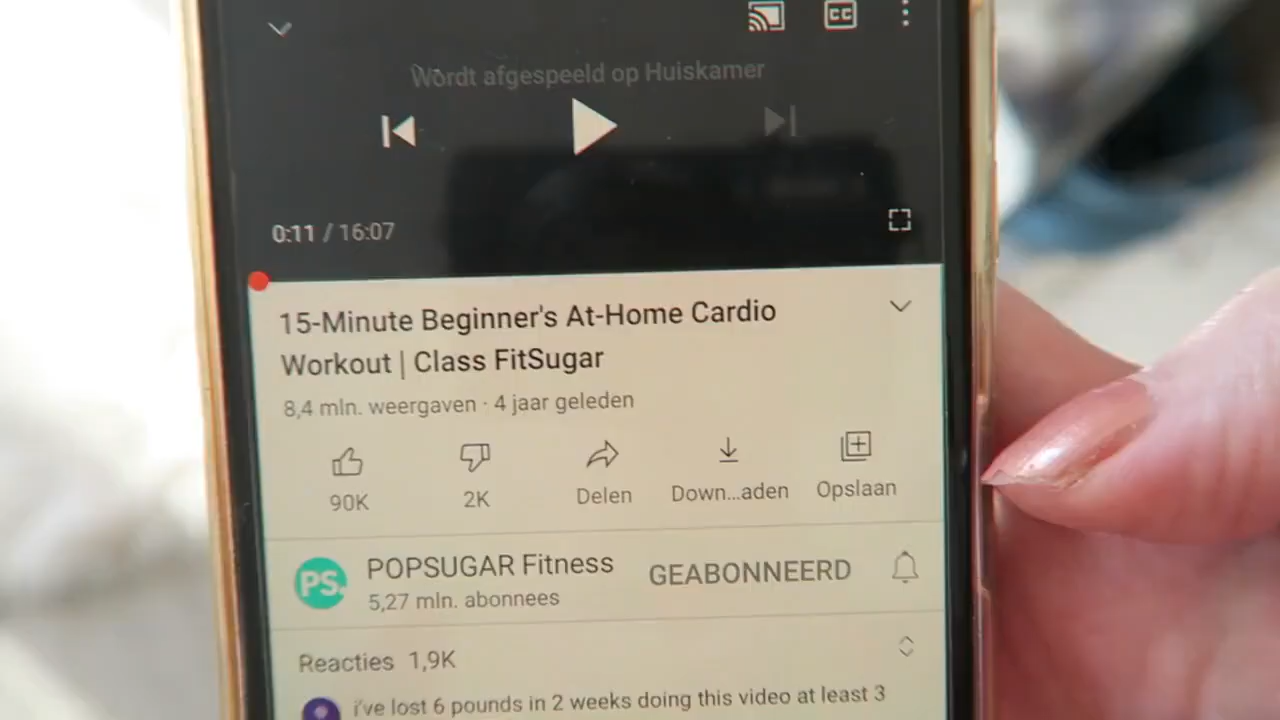 CC
Wordt afgespeeld op Huiskamer
0:11 / 16:07
15-Minute Beginner's At-Home Cardio
Workout | Class FitSugar
8,4 mln. weergaven · 4 jaar geleden
90K
2K
Delen
Down...aden
Opslaan
PS.
POPSUGAR Fitness
GEABONNEERD
5,27 mln. abonnees
Reacties 1,9K
i've lost 6 pounds in 2 weeks doing this video at least 3